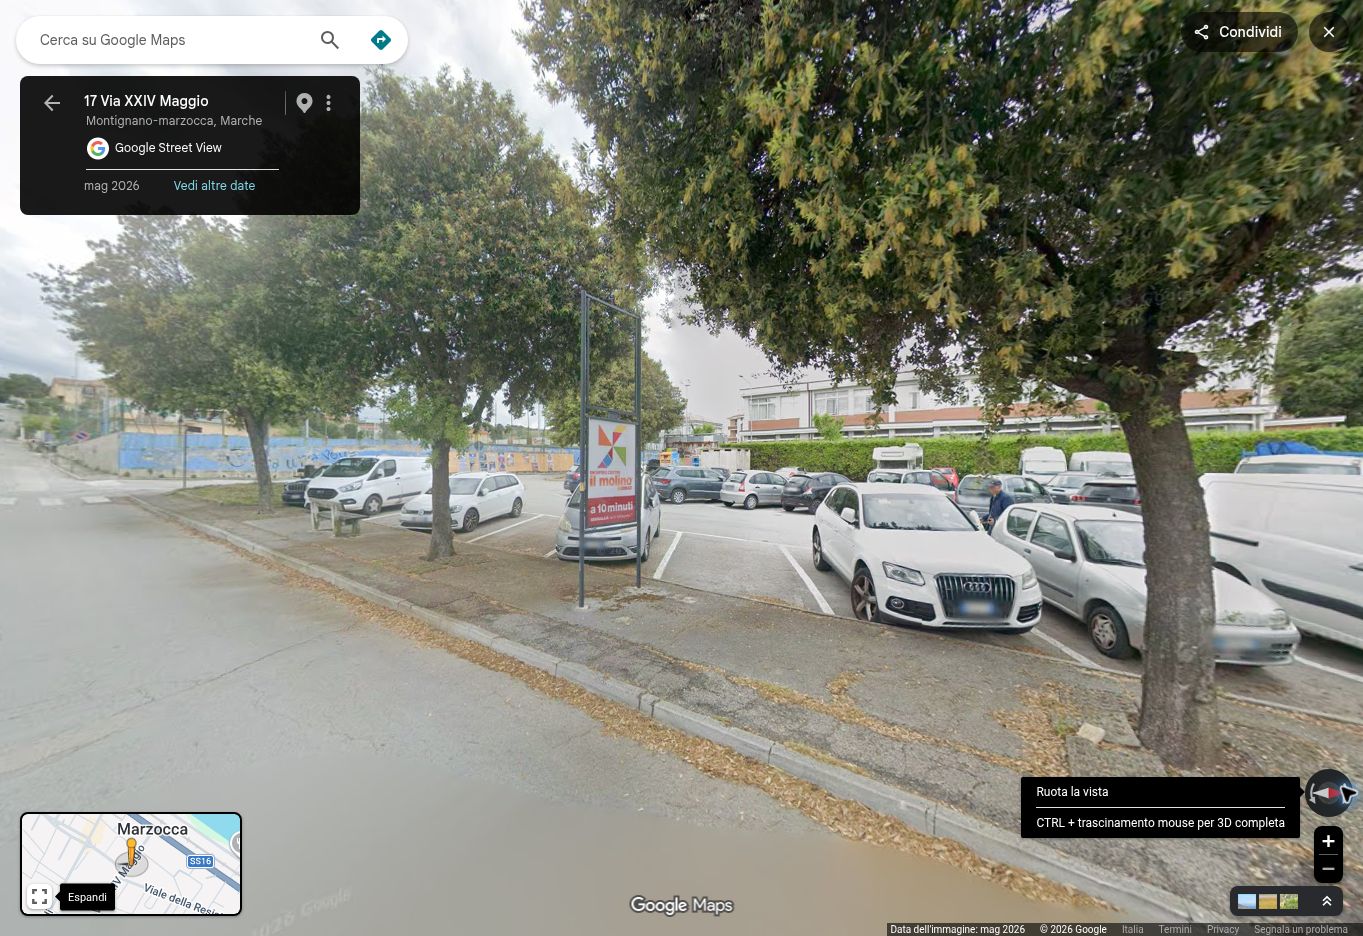 Cerca su Google Maps
Condividi
17 Via XXIV Maggio
Montignano-marzocca, Marche
Google Street View
mag 2026
Vedi altre date
il molino
a 10 minuti
Ruota la vista
CTRL + trascinamento mouse per 3D completa
Marzocca
SS16
Viale della Resi
Espandi
Google Maps
Data dell'immagine: mag 2026
© 2026 Google
Italia
Termini
Privacy
Segnala un problema